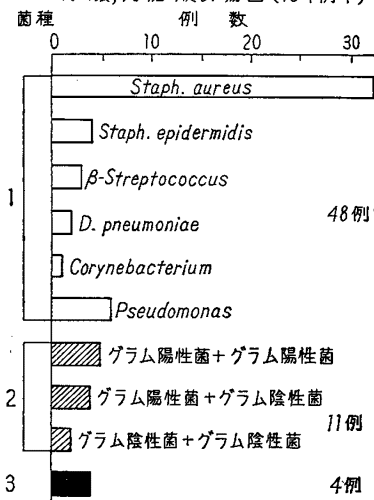 菌種 例 数
0 10 20 30
Staph. aureus
Staph. epidermidis
β-Streptococcus
1
D. pneumoniae
48例
Corynebacterium
Pseudomonas
グラム陽性菌+グラム陽性菌
2
グラム陽性菌+グラム陰性菌
11例
グラム陰性菌+グラム陰性菌
3
4例